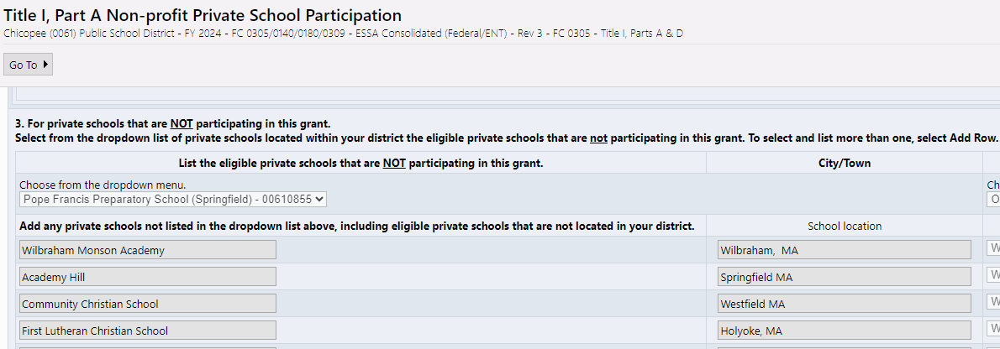 Title I, Part A Non-profit Private School Participation
Chicopee (0061) Public School District - FY 2024 - FC 0305/0140/0180/0309 - ESSA Consolidated (Federal/ENT) - Rev 3 - FC 0305 - Title I, Parts A & D
Go To
3. For private schools that are NOT participating in this grant.
Select from the dropdown list of private schools located within your district the eligible private schools that are not participating in this grant. To select and list more than one, select Add Row.
List the eligible private schools that are NOT participating in this grant. City/Town
Choose from the dropdown menu. Ch
Pope Francis Preparatory School (Springfield) - 00610855 O
Add any private schools not listed in the dropdown list above, including eligible private schools that are not located in your district. School location
Wilbraham Monson Academy Wilbraham, MA W
Academy Hill Springfield MA W
Community Christian School Westfield MA W
First Lutheran Christian School Holyoke, MA W